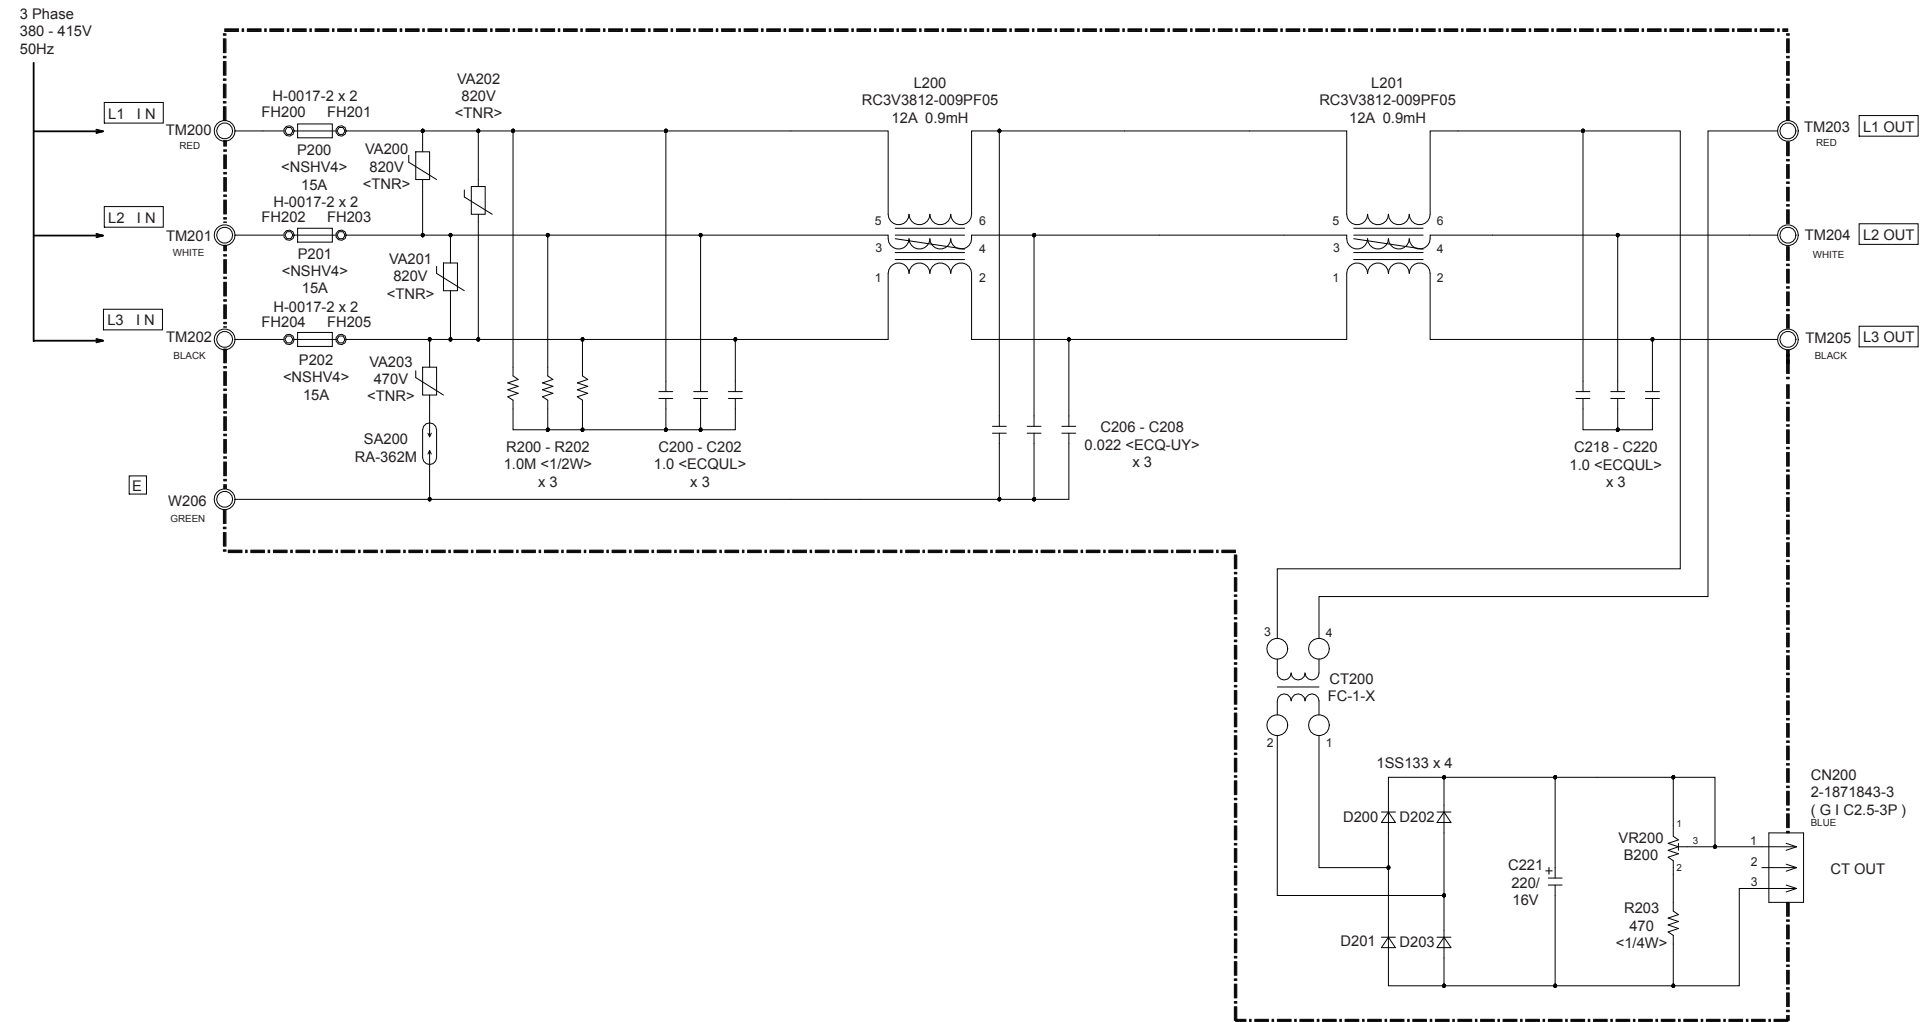 3 Phase
380 - 415V
50Hz
L1 IN
TM200
RED
H-0017-2 x 2
FH200 FH201
P200
<NSHV4>
15A
VA200
820V
<TNR>
VA202
820V
<TNR>
L2 IN
TM201
WHITE
H-0017-2 x 2
FH202 FH203
P201
<NSHV4>
15A
VA201
820V
<TNR>
L3 IN
TM202
BLACK
H-0017-2 x 2
FH204 FH205
P202
<NSHV4>
15A
VA203
470V
<TNR>
SA200
RA-362M
E
W206
GREEN
R200 - R202
1.0M <1/2W>
x 3
C200 - C202
1.0 <ECQUL>
x 3
L200
RC3V3812-009PF05
12A 0.9mH
5 6
3 4
1 2
C206 - C208
0.022 <ECQ-UY>
x 3
L201
RC3V3812-009PF05
12A 0.9mH
5 6
3 4
1 2
C218 - C220
1.0 <ECQUL>
x 3
TM203 L1 OUT
RED
TM204 L2 OUT
WHITE
TM205 L3 OUT
BLACK
3 4
CT200
FC-1-X
2 1
1SS133 x 4
D200 D202
D201 D203
C221
+
220/
16V
1
VR200
B200
3
2
R203
470
<1/4W>
CN200
2-1871843-3
( G I C2.5-3P )
BLUE
1
2
3
CT OUT